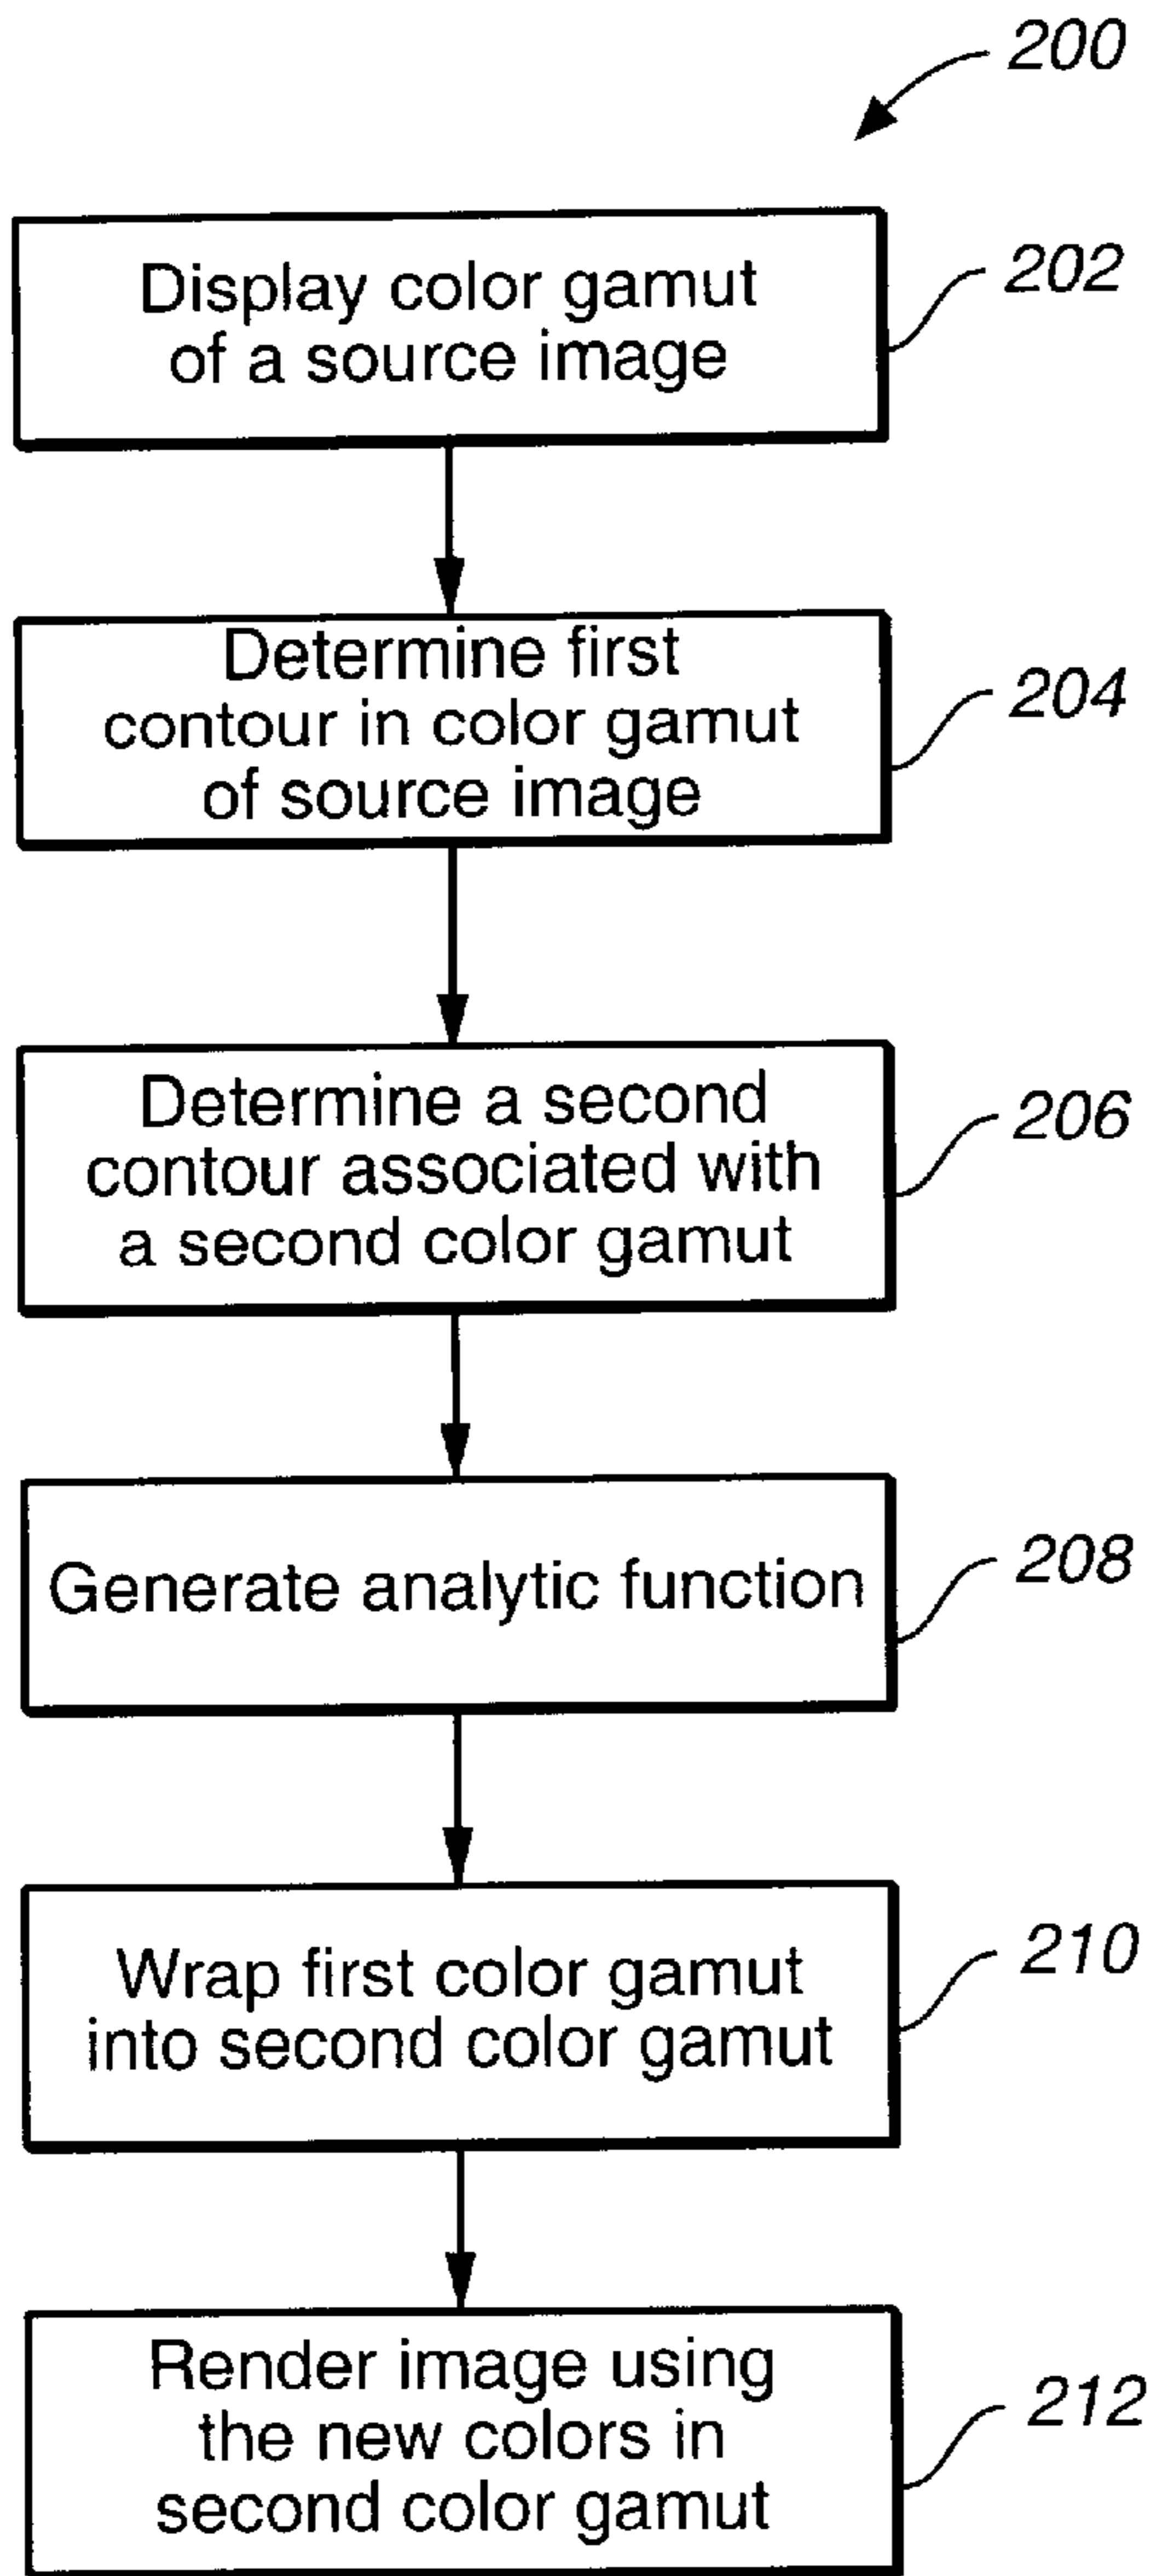 200
Display color gamut
of a source image
202
Determine first
contour in color gamut
of source image
204
Determine a second
contour associated with
a second color gamut
206
Generate analytic function
208
Wrap first color gamut
into second color gamut
210
Render image using
the new colors in
second color gamut
212